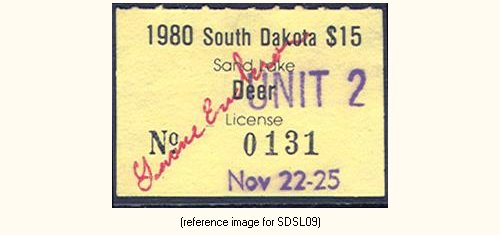 1980 South Dakota $15
Sand Lake
Deer
UNIT 2
License
No. 0131
Nov 22-25
(reference image for SDSL09)